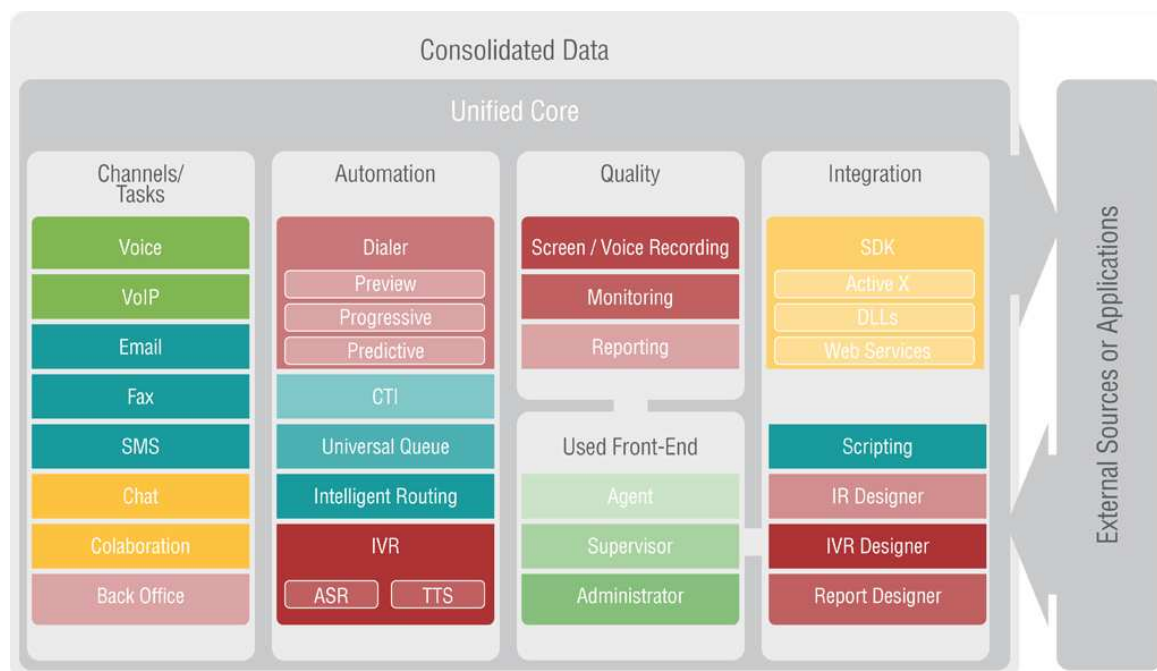 Consolidated Data
Unified Core
Channels/
Tasks
Voice
VoIP
Email
Fax
SMS
Chat
Colaboration
Back Office
Automation
Dialer
Preview
Progressive
Predictive
CTI
Universal Queue
Intelligent Routing
IVR
ASR
TTS
Quality
Screen / Voice Recording
Monitoring
Reporting
Used Front-End
Agent
Supervisor
Administrator
Integration
SDK
Active X
DLLs
Web Services
Scripting
IR Designer
IVR Designer
Report Designer
External Sources or Applications